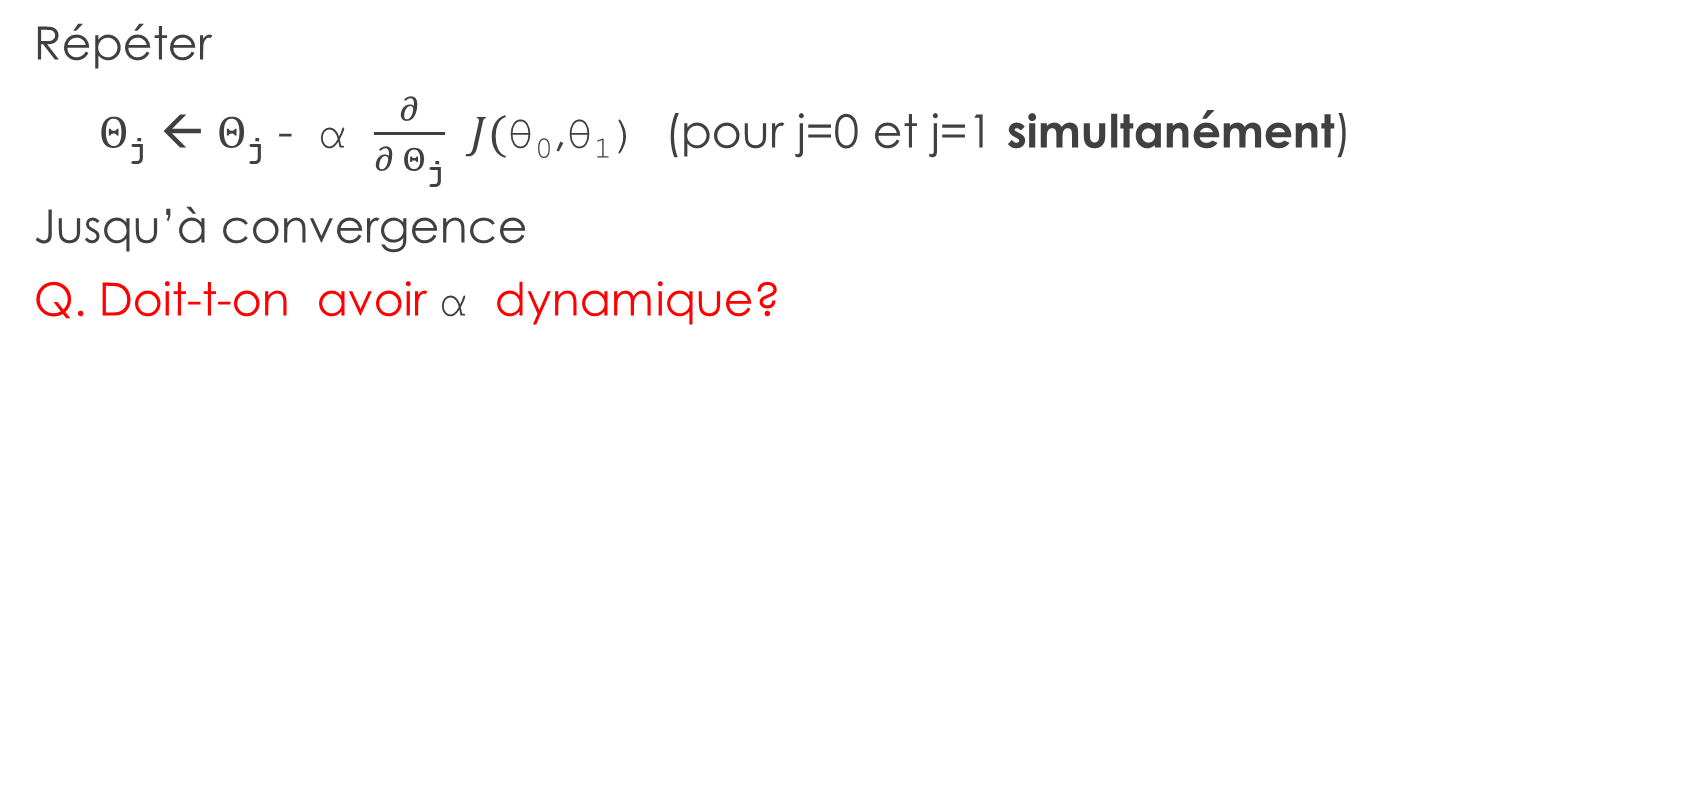 Répéter
Θj ← Θj - α ∂/∂Θj J(θ0,θ1) (pour j=0 et j=1 simultanément)
Jusqu’à convergence
Q. Doit-t-on avoir α dynamique?